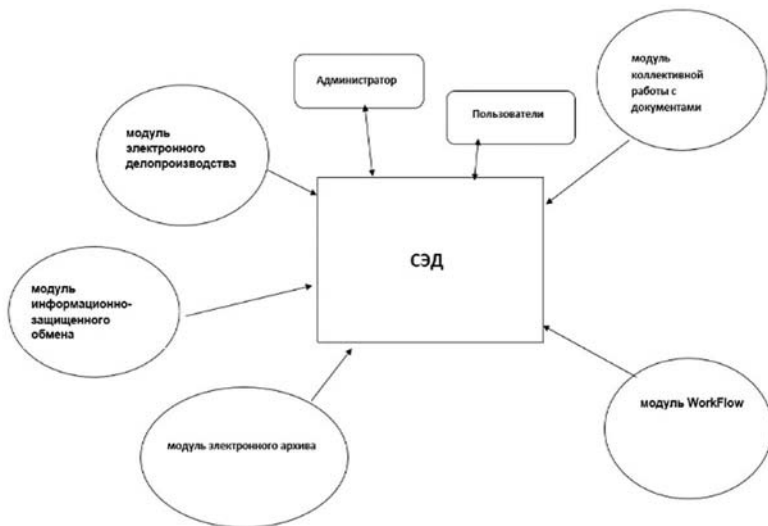 Администратор
Пользователи
модуль
коллективной
работы с
документами
модуль
электронного
делопроизводства
СЭД
модуль
информационно-
защищенного
обмена
модуль электронного архива
модуль WorkFlow